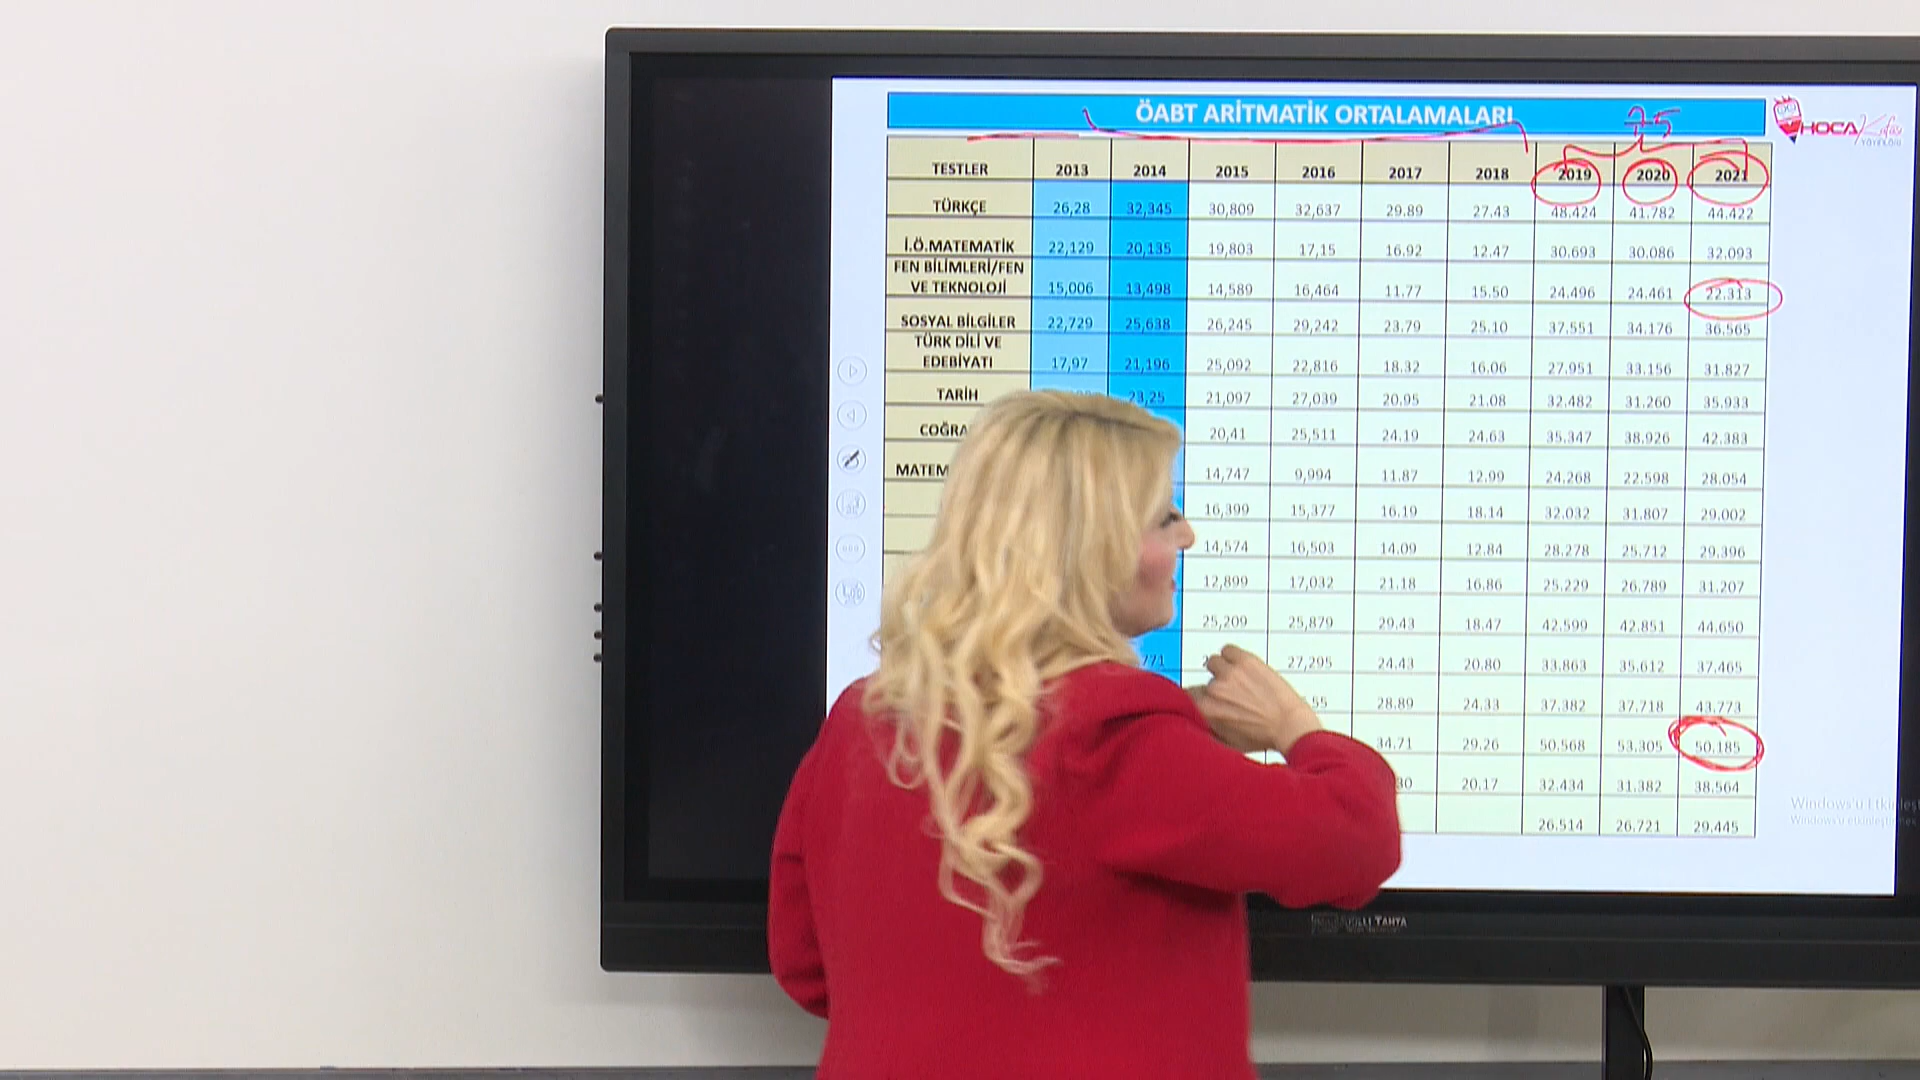 ÖABT ARİTMATİK ORTALAMALARI
75
HOCA Kafası
YAYINLARI
TESTLER 2013 2014 2015 2016 2017 2018 2019 2020 2021
TÜRKÇE 26,28 32,345 30,809 32,637 29.89 27.43 48.424 41.782 44.422
İ.Ö.MATEMATİK 22,129 20,135 19,803 17,15 16.92 12.47 30.693 30.086 32.093
FEN BİLİMLERİ/FEN
VE TEKNOLOJİ 15,006 13,498 14,589 16,464 11.77 15.50 24.496 24.461 22.313
SOSYAL BİLGİLER 22,729 25,638 26,245 29,242 23.79 25.10 37.551 34.176 36.565
TÜRK DİLİ VE
EDEBİYATI 17,97 21,196 25,092 22,816 18.32 16.06 27.951 33.156 31.827
TARİH 23,25 21,097 27,039 20.95 21.08 32.482 31.260 35.933
COĞRA 20,41 25,511 24.19 24.63 35.347 38.926 42.383
MATEM 14,747 9,994 11.87 12.99 24.268 22.598 28.054
16,399 15,377 16.19 18.14 32.032 31.807 29.002
14,574 16,503 14.09 12.84 28.278 25.712 29.396
12,899 17,032 21.18 16.86 25.229 26.789 31.207
25,209 25,879 29.43 18.47 42.599 42.851 44.650
771 27,295 24.43 20.80 33.863 35.612 37.465
55 28.89 24.33 37.382 37.718 43.773
34.71 29.26 50.568 53.305 50.185
30 20.17 32.434 31.382 38.564
26.514 26.721 29.445
Windows'u Etkinleşt